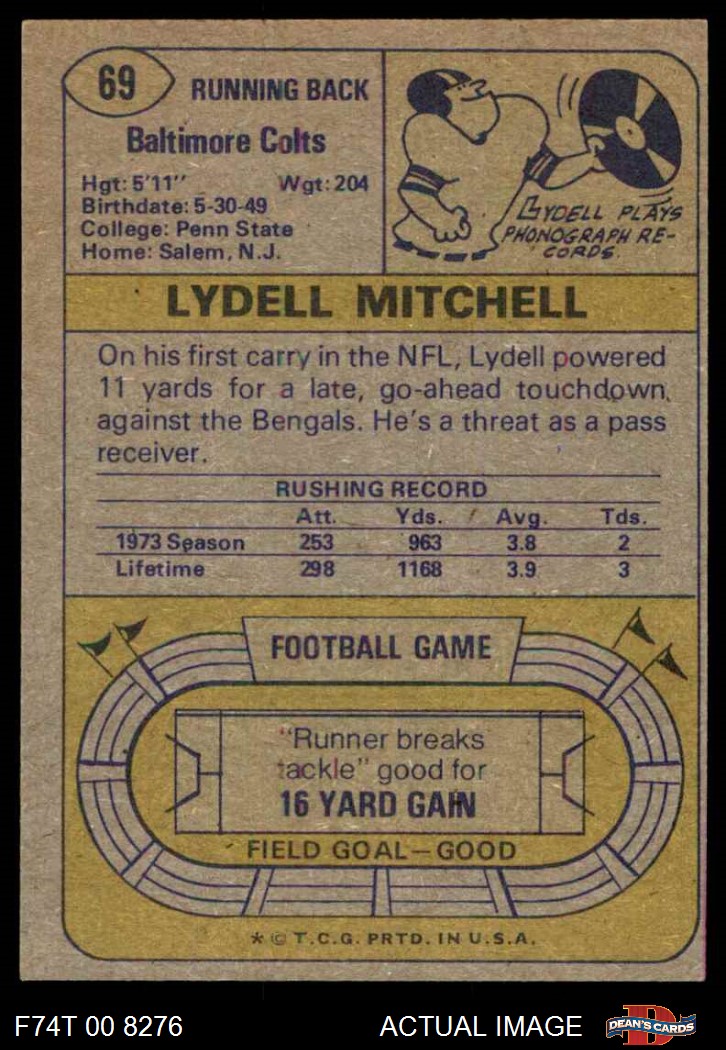 69
RUNNING BACK
Baltimore Colts
Hgt: 5'11" Wgt: 204
Birthdate: 5-30-49
College: Penn State
Home: Salem, N.J.
LYDELL PLAYS
PHONOGRAPH RE-
CORDS.
LYDELL MITCHELL
On his first carry in the NFL, Lydell powered
11 yards for a late, go-ahead touchdown,
against the Bengals. He's a threat as a pass
receiver.
RUSHING RECORD
Att. Yds. Avg. Tds.
1973 Season 253 963 3.8 2
Lifetime 298 1168 3.9 3
FOOTBALL GAME
"Runner breaks
tackle" good for
16 YARD GAIN
FIELD GOAL—GOOD
* © T.C.G. PRTD. IN U.S.A.
F74T 00 8276 ACTUAL IMAGE
D
DEAN'S CARDS